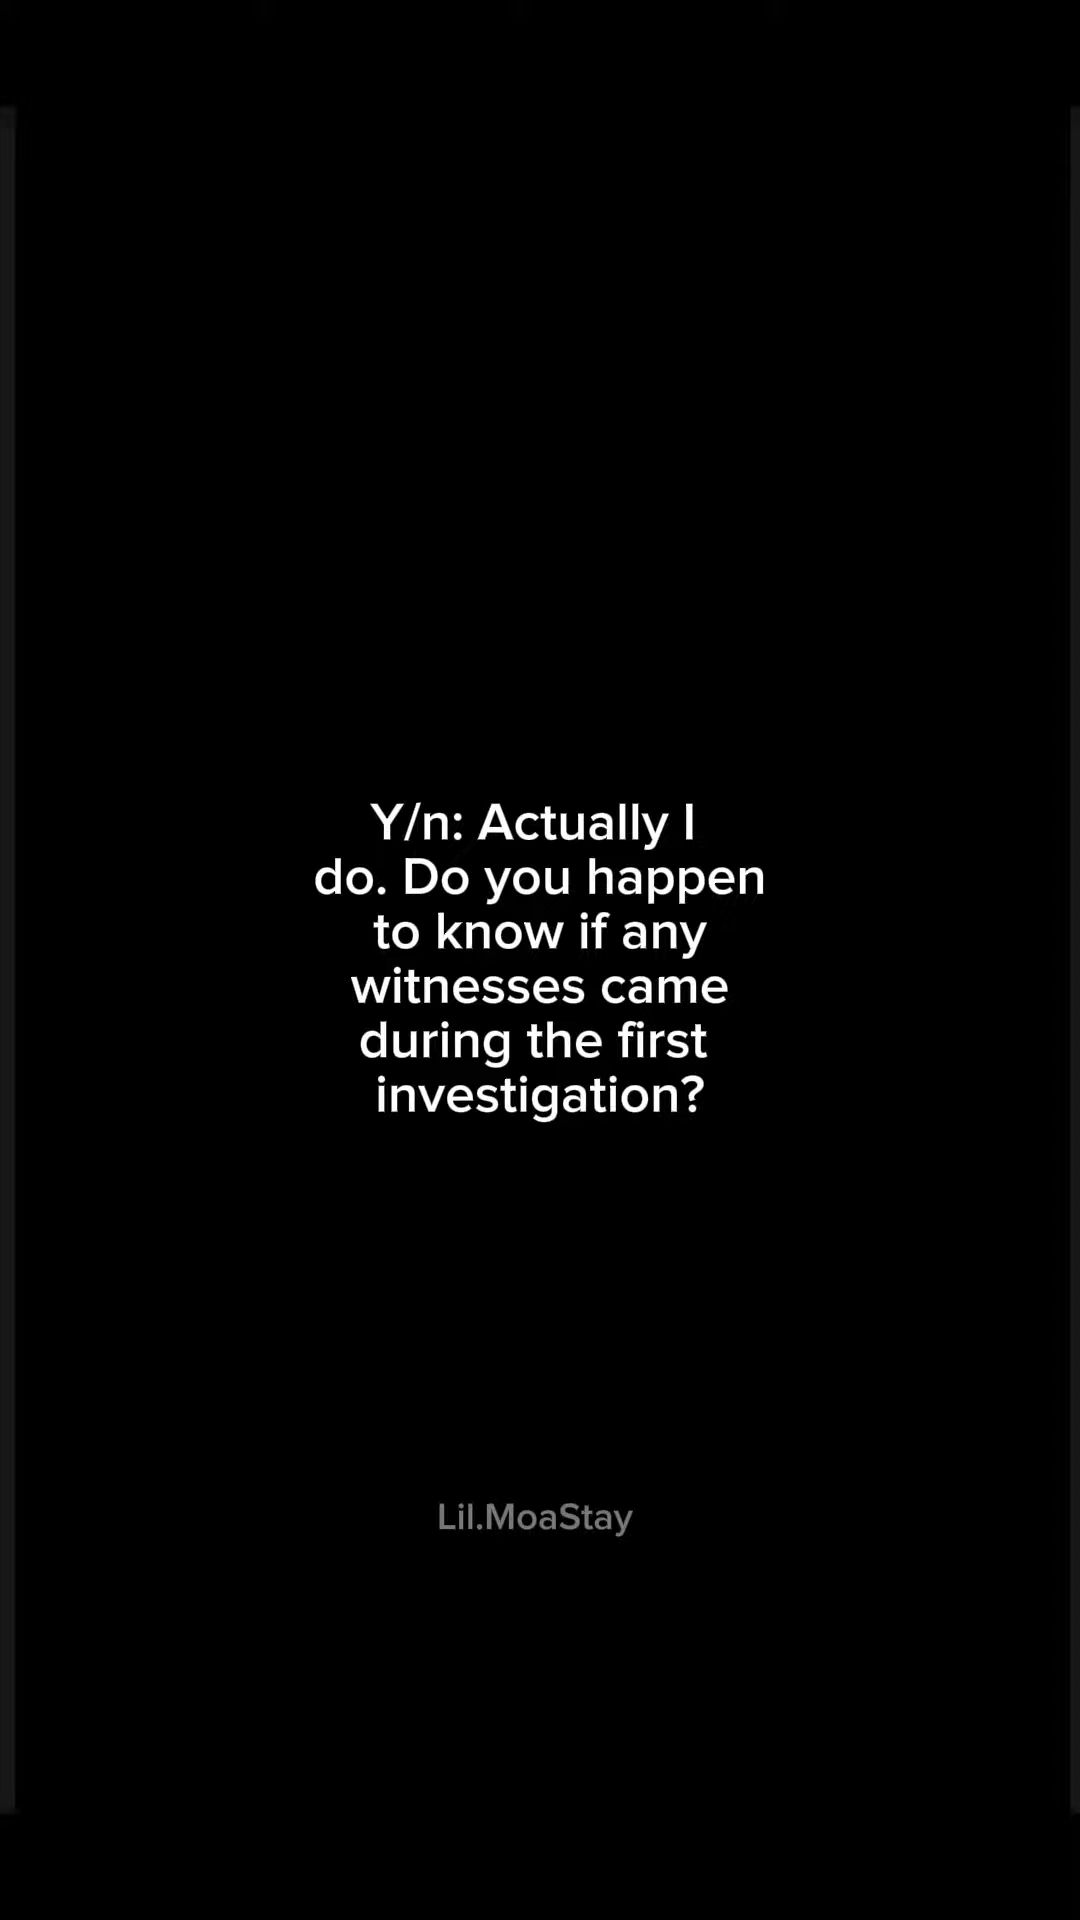 Y/n: Actually I
do. Do you happen
to know if any
witnesses came
during the first
investigation?
Lil.MoaStay